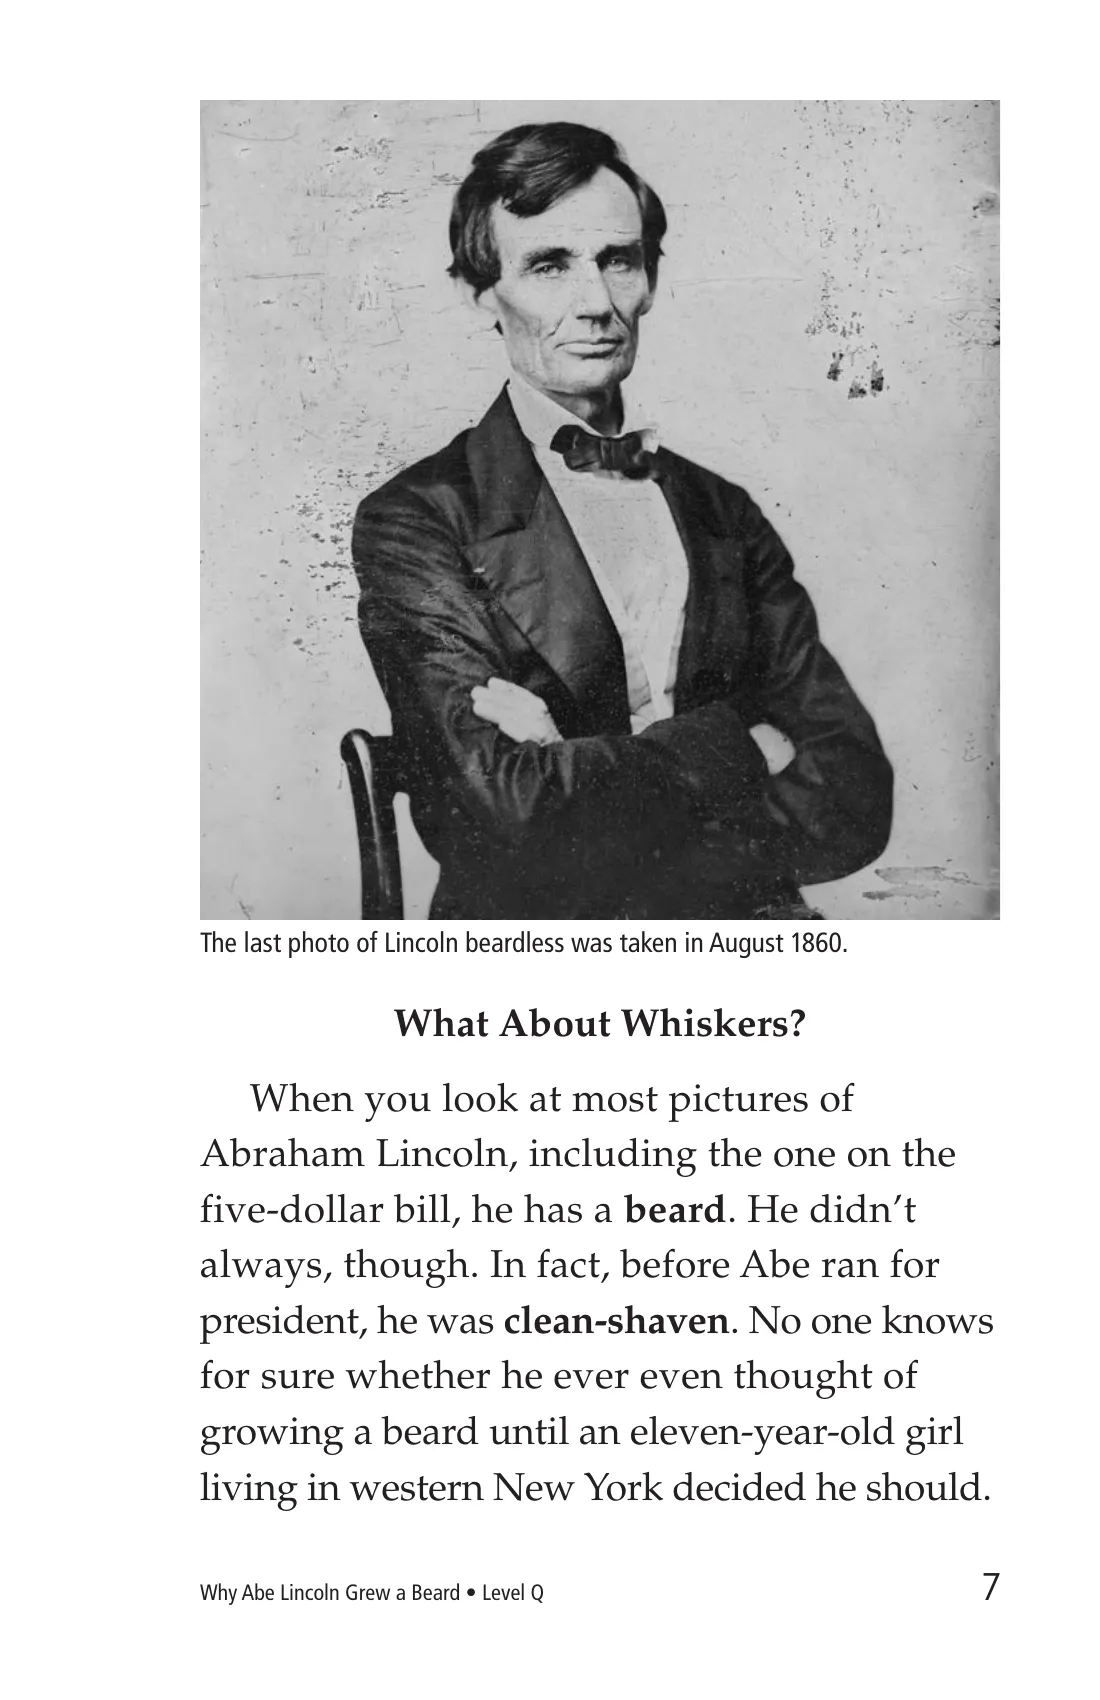 The last photo of Lincoln beardless was taken in August 1860.
What About Whiskers?
When you look at most pictures of
Abraham Lincoln, including the one on the
five-dollar bill, he has a beard. He didn’t
always, though. In fact, before Abe ran for
president, he was clean-shaven. No one knows
for sure whether he ever even thought of
growing a beard until an eleven-year-old girl
living in western New York decided he should.
Why Abe Lincoln Grew a Beard • Level Q
7